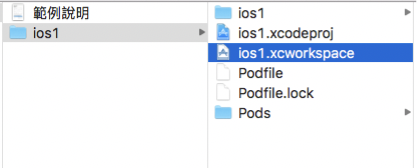 範例說明
ios1
ios1
ios1.xcodeproj
ios1.xcworkspace
Podfile
Podfile.lock
Pods